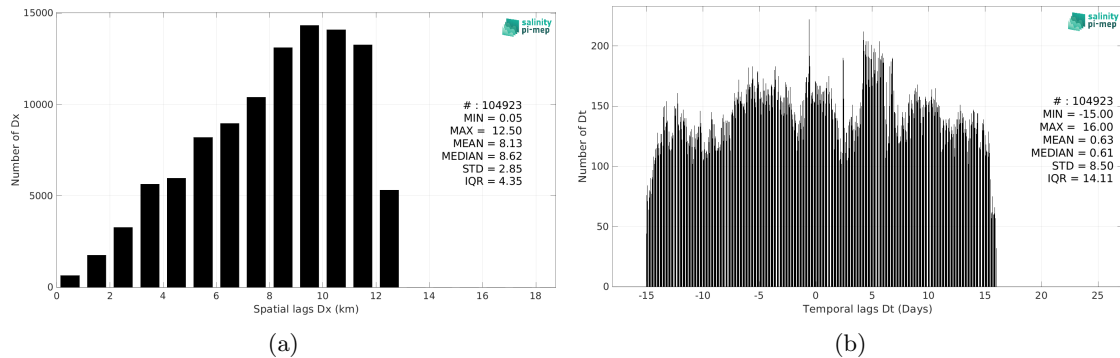 15000
10000
5000
0
Number of Dx
0 2 4 6 8 10 12 14 16 18
Spatial lags Dx (km)
salinity
pi-mep
# : 104923
MIN = 0.05
MAX = 12.50
MEAN = 8.13
MEDIAN = 8.62
STD = 2.85
IQR = 4.35
(a)
200
150
100
50
0
Number of Dt
-15 -10 -5 0 5 10 15 20 25
Temporal lags Dt (Days)
salinity
pi-mep
# : 104923
MIN = -15.00
MAX = 16.00
MEAN = 0.63
MEDIAN = 0.61
STD = 8.50
IQR = 14.11
(b)